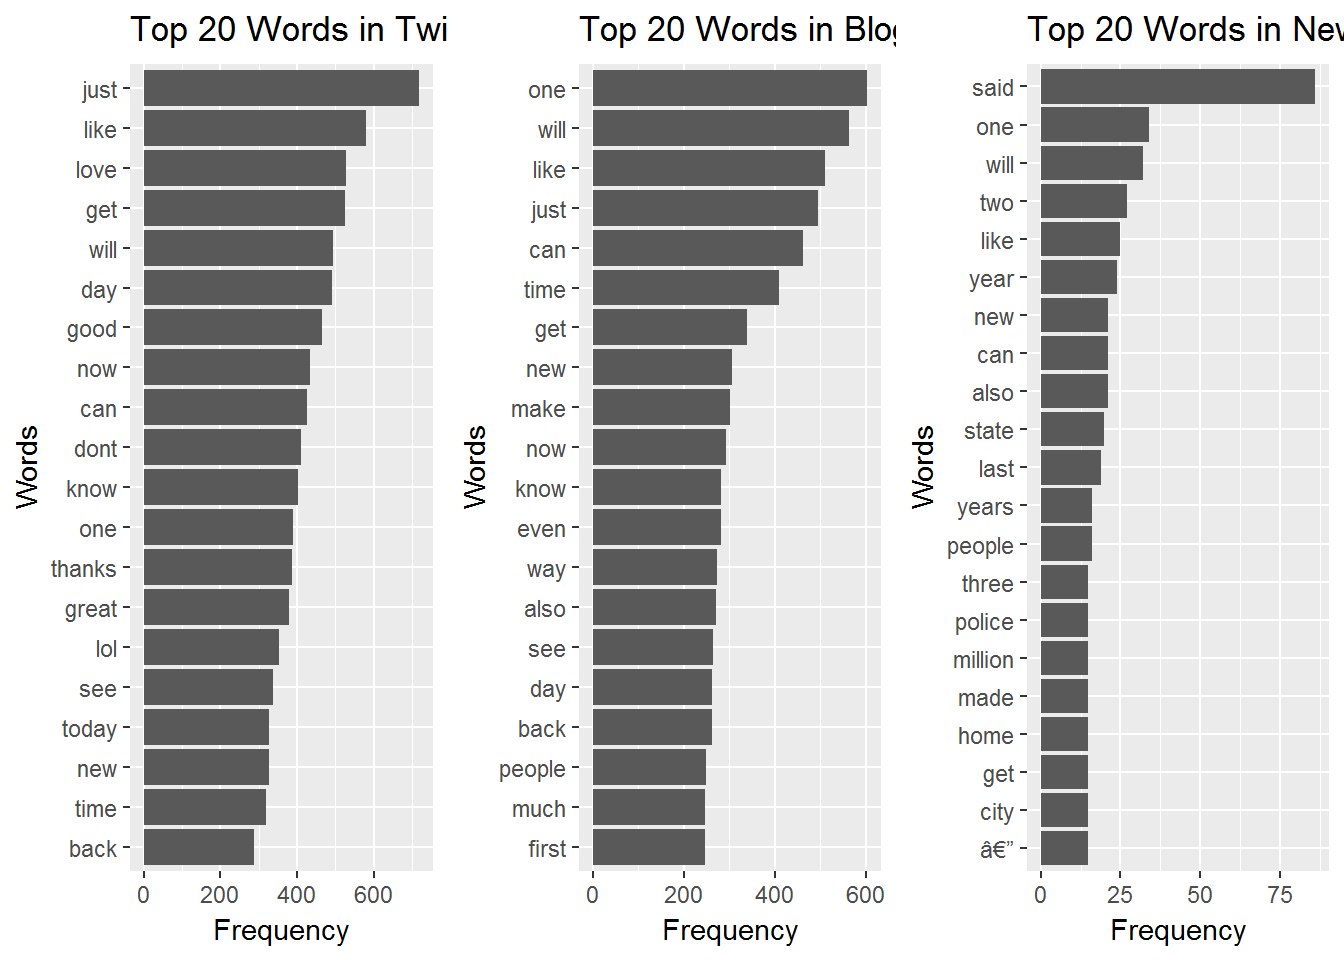 Top 20 Words in Twi
Words
just
like
love
get
will
day
good
now
can
dont
know
one
thanks
great
lol
see
today
new
time
back
0 200 400 600
Frequency
Top 20 Words in Blog
Words
one
will
like
just
can
time
get
new
make
now
know
even
way
also
see
day
back
people
much
first
0 200 400 600
Frequency
Top 20 Words in New
Words
said
one
will
two
like
year
new
can
also
state
last
years
people
three
police
million
made
home
get
city
â€”
0 25 50 75
Frequency